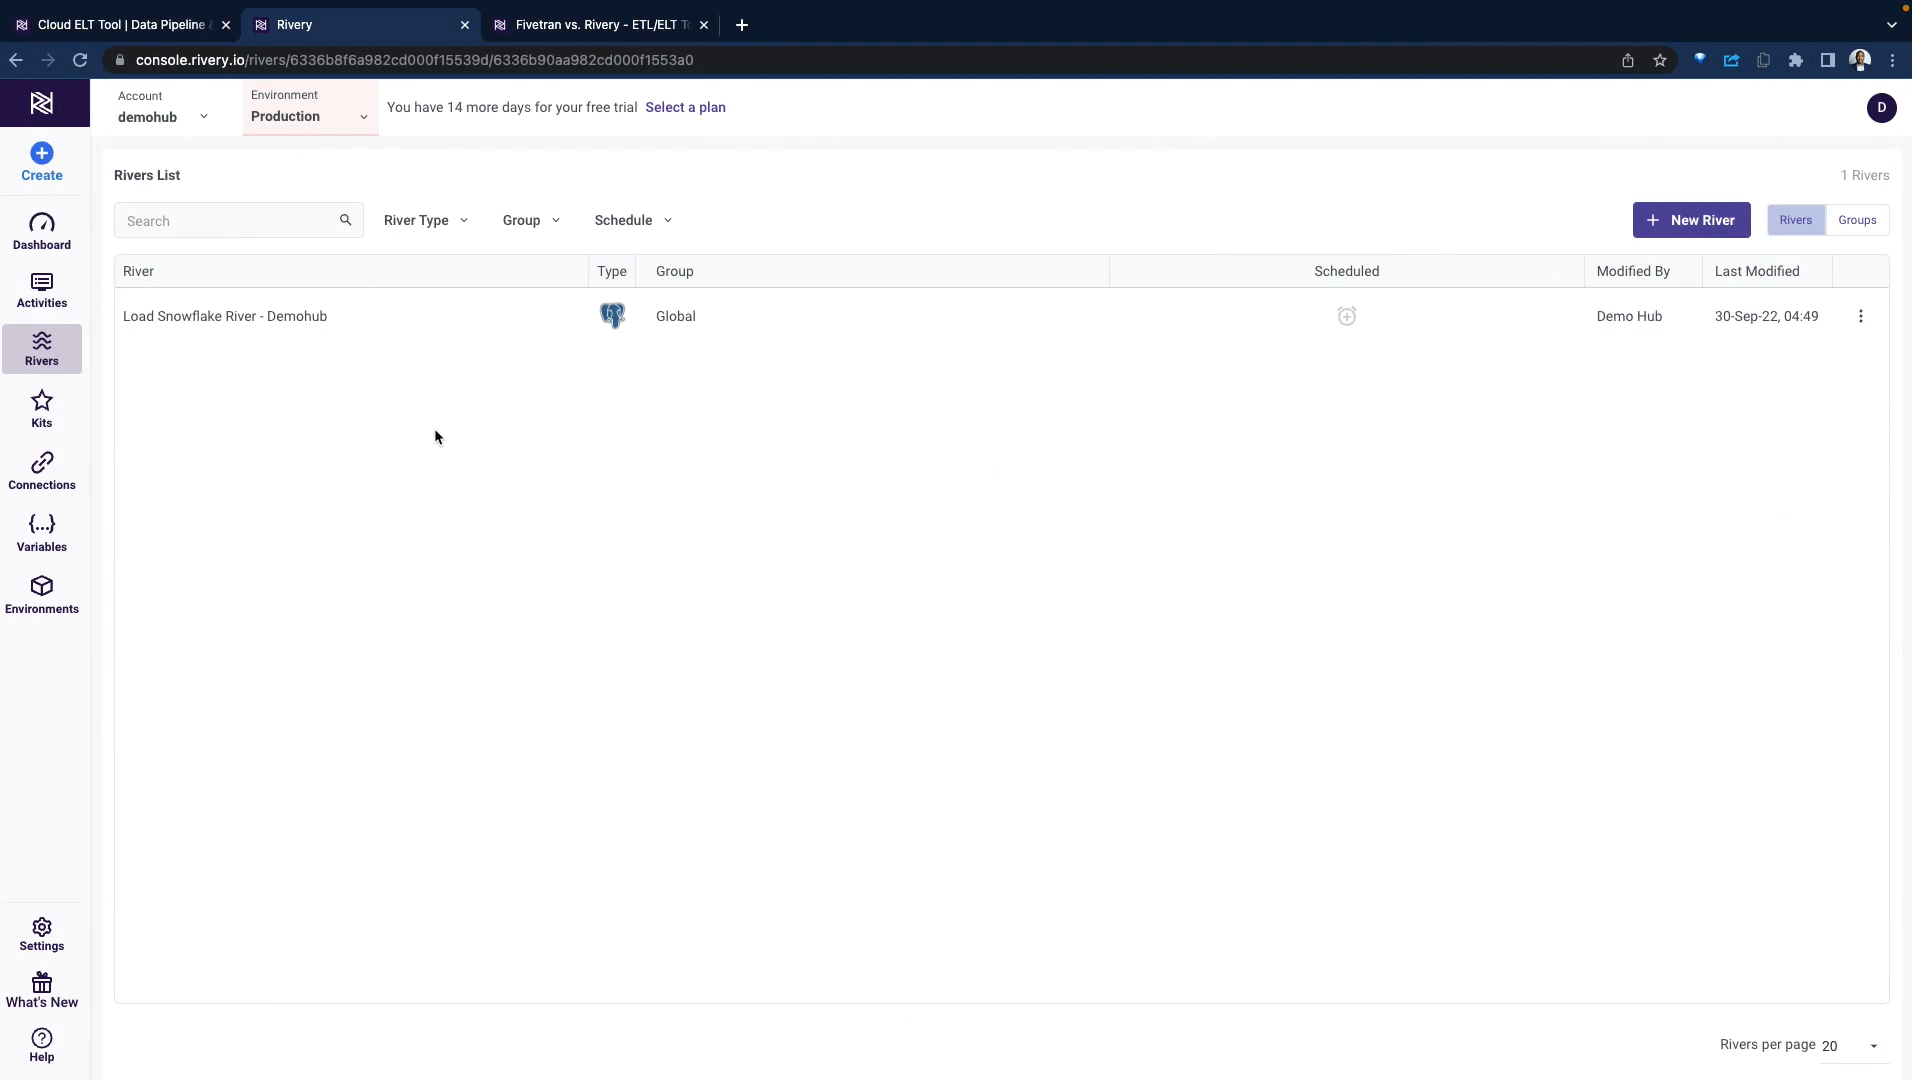 Cloud ELT Tool | Data Pipeline
Rivery
Fivetran vs. Rivery - ETL/ELT
console.rivery.io/rivers/6336b8f6a982cd000f15539d/6336b90aa982cd000f1553a0
Account
demohub
Environment
Production
You have 14 more days for your free trial Select a plan
D
Create
Dashboard
Activities
Rivers
Kits
Connections
{...}
Variables
Environments
Settings
What's New
Help
Rivers List
1 Rivers
Search
River Type
Group
Schedule
+ New River
Rivers
Groups
River Type Group Scheduled Modified By Last Modified
Load Snowflake River - Demohub Global Demo Hub 30-Sep-22, 04:49
Rivers per page 20